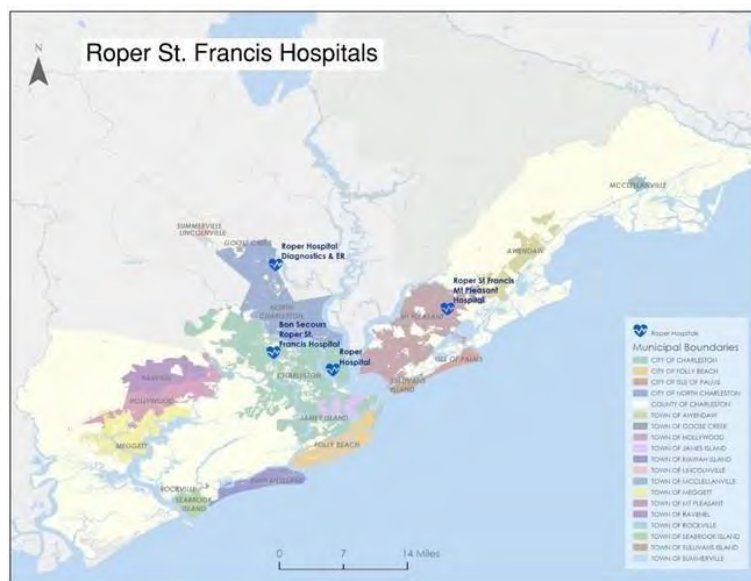 Roper St. Francis Hospitals
N
MCCLELLANVILLE
SUMMERVILLE
LINCOLNVILLE
GOOSE CREEK
Roper Hospital
Diagnostics & ER
AWENDAW
Roper St Francis
Mt Pleasant
Hospital
MT PLEASANT
NORTH
CHARLESTON
Bon Secours
Roper St.
Francis Hospital
Roper
Hospital
ISLE OF PALMS
SULLIVANS
ISLAND
CHARLESTON
RAVENEL
HOLLYWOOD
JAMES ISLAND
MEGGETT
FOLLY BEACH
KIAWAH ISLAND
ROCKVILLE
SEABROOK
ISLAND
0 7 14 Miles
Roper Hospitals
Municipal Boundaries
CITY OF CHARLESTON
CITY OF FOLLY BEACH
CITY OF ISLE OF PALMS
CITY OF NORTH CHARLESTON
COUNTY OF CHARLESTON
TOWN OF AWENDAW
TOWN OF GOOSE CREEK
TOWN OF HOLLYWOOD
TOWN OF JAMES ISLAND
TOWN OF KIAWAH ISLAND
TOWN OF LINCOLNVILLE
TOWN OF MCCLELLANVILLE
TOWN OF MEGGETT
TOWN OF MT PLEASANT
TOWN OF RAVENEL
TOWN OF ROCKVILLE
TOWN OF SEABROOK ISLAND
TOWN OF SULLIVANS ISLAND
TOWN OF SUMMERVILLE